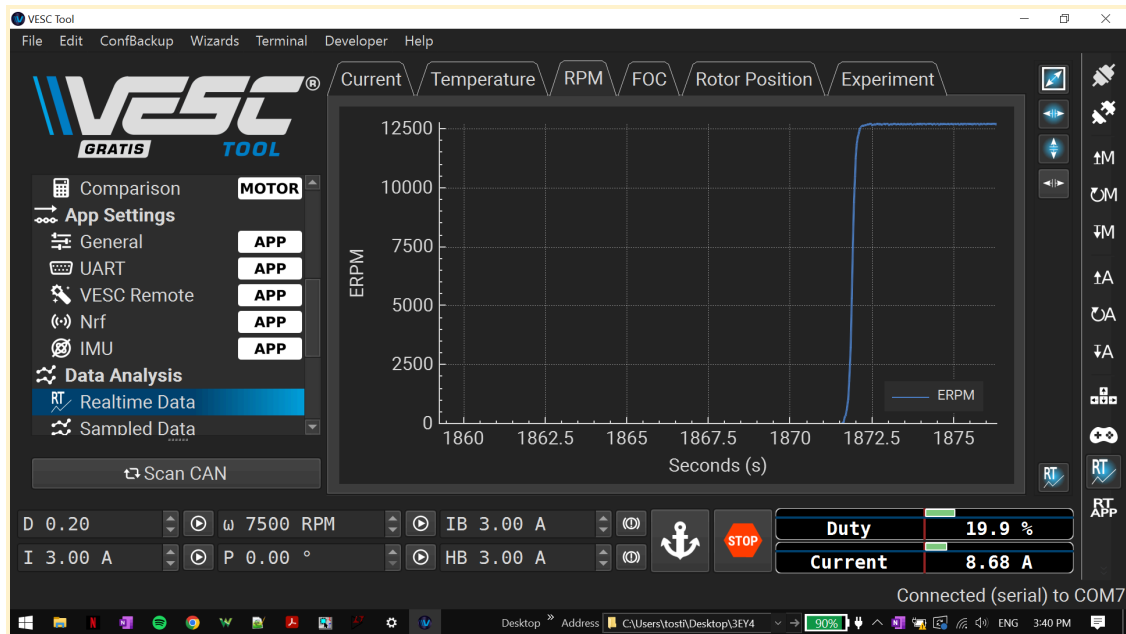 VESC Tool
File Edit ConfBackup Wizards Terminal Developer Help
VESC®
GRATIS TOOL
Comparison MOTOR
App Settings
General APP
UART APP
VESC Remote APP
Nrf APP
IMU APP
Data Analysis
RT Realtime Data
Sampled Data
Scan CAN
Current Temperature RPM FOC Rotor Position Experiment
12500
10000
7500
5000
2500
0
ERPM
ERPM
1860 1862.5 1865 1867.5 1870 1872.5 1875
Seconds (s)
RT
M
M
M
A
A
A
RT
RT
APP
D 0.20 ω 7500 RPM IB 3.00 A
I 3.00 A P 0.00 ° HB 3.00 A
STOP
Duty 19.9 %
Current 8.68 A
Connected (serial) to COM7
Desktop » Address C:\Users\tosti\Desktop\3EY4 90% ENG 3:40 PM